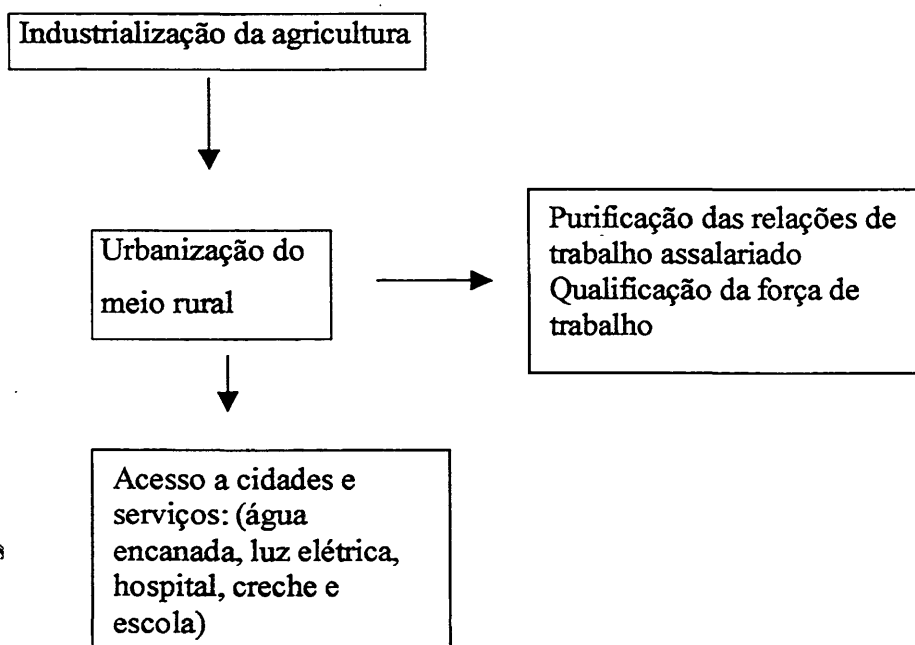 Industrialização da agricultura
Urbanização do
meio rural
Purificação das relações de
trabalho assalariado
Qualificação da força de
trabalho
Acesso a cidades e
serviços: (água
encanada, luz elétrica,
hospital, creche e
escola)